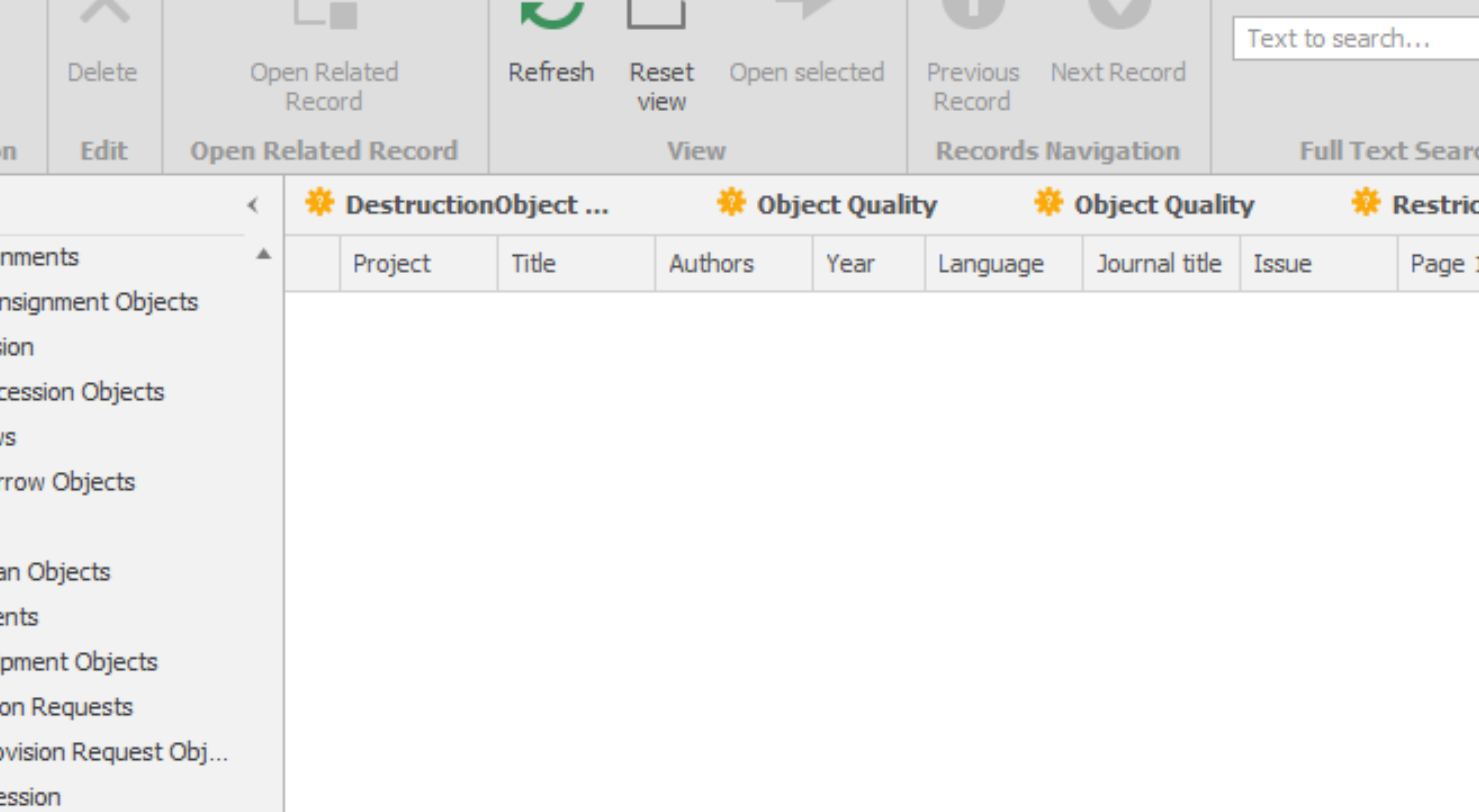 Delete
Open Related
Record
Refresh
Reset
view
Open selected
Previous
Record
Next Record
Text to search...
on
Edit
Open Related Record
View
Records Navigation
Full Text Searc
DestructionObject ...
Object Quality
Object Quality
Restric
Project
Title
Authors
Year
Language
Journal title
Issue
Page 1
nments
nsignment Objects
sion
cession Objects
ws
rrow Objects
an Objects
ents
pment Objects
on Requests
ovision Request Obj...
ession